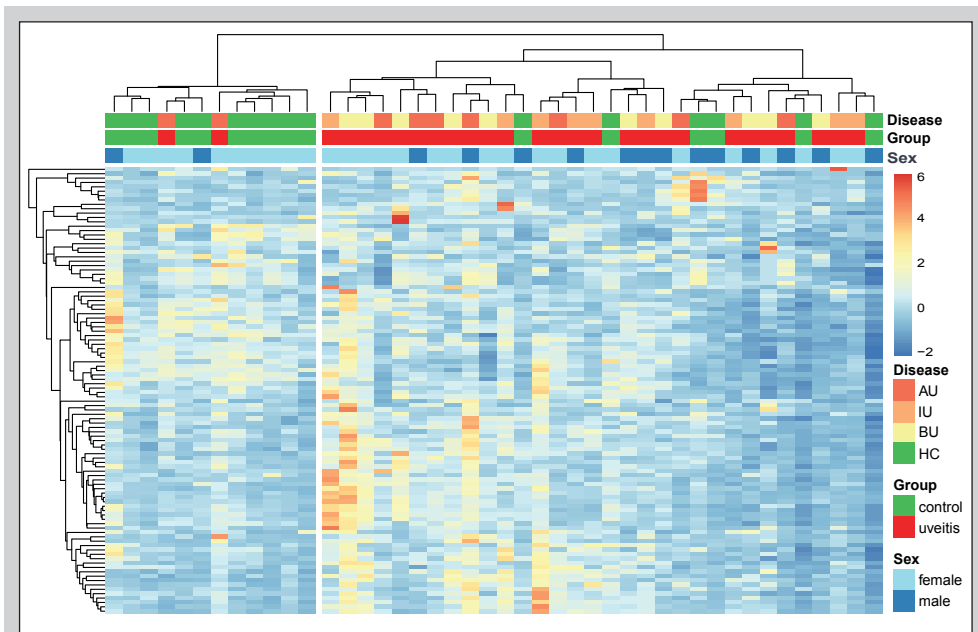 Disease
Group
Sex
6
4
2
0
−2
Disease
AU
IU
BU
HC
Group
control
uveitis
Sex
female
male